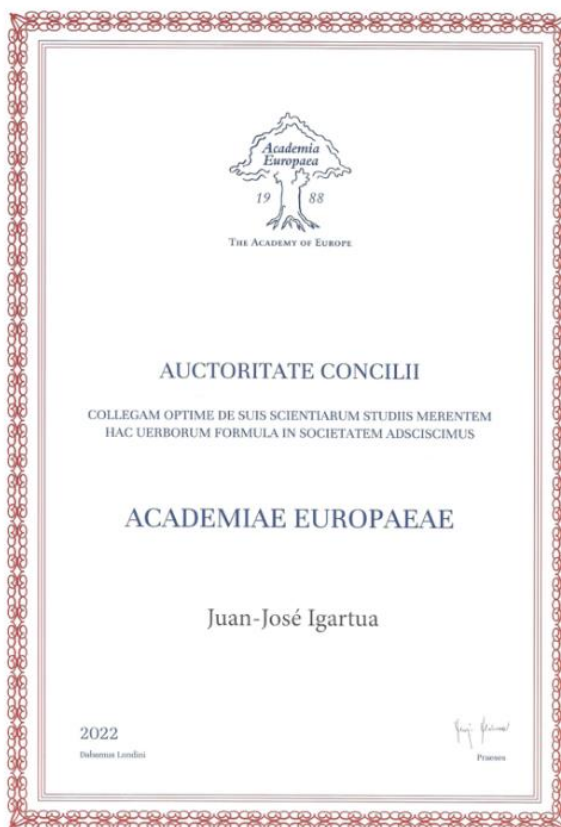 Academia
Europaea
19 88
THE ACADEMY OF EUROPE
AUCTORITATE CONCILII
COLLEGAM OPTIME DE SUIS SCIENTIARUM STUDIIS MERENTEM
HAC UERBORUM FORMULA IN SOCIETATEM ADSCISCIMUS
ACADEMIAE EUROPAEAE
Juan-José Igartua
2022
Dabamus Londini
Praeses